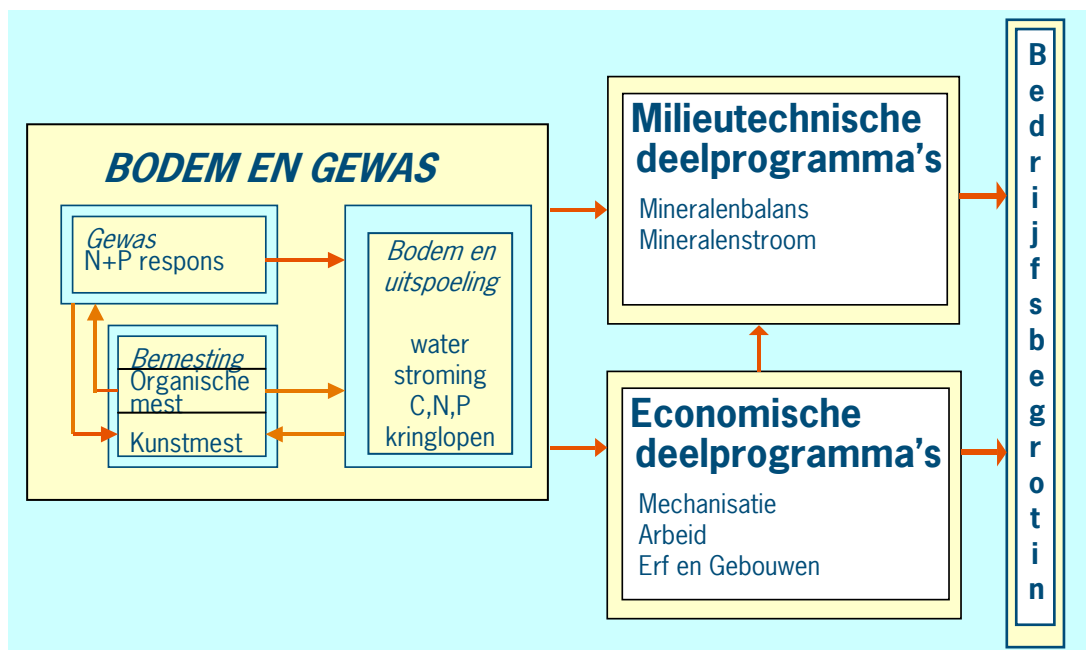 BODEM EN GEWAS
Gewas
N+P respons
Bemesting
Organische
mest
Kunstmest
Bodem en
uitspoeling
water
stroming
C,N,P
kringlopen
Milieutechnische
deelprogramma's
Mineralenbalans
Mineralenstroom
Economische
deelprogramma's
Mechanisatie
Arbeid
Erf en Gebouwen
B
e
d
r
i
j
f
s
b
e
g
r
o
t
i
n